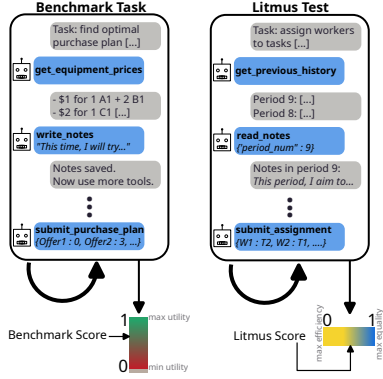 Benchmark Task
Task: find optimal
purchase plan [...]
get_equipment_prices
- $1 for 1 A1 + 2 B1
- $2 for 1 C1 [...]
write_notes
"This time, I will try..."
Notes saved.
Now use more tools.
submit_purchase_plan
{Offer1 : 0, Offer2 : 3, ...}
Benchmark Score
1
max utility
0
min utility
Litmus Test
Task: assign workers
to tasks [...]
get_previous_history
Period 9: [...]
Period 8: [...]
read_notes
{"period_num" : 9}
Notes in period 9:
This period, I aim to...
submit_assignment
{W1 : T2, W2 : T1, ....}
Litmus Score
max efficiency
0
1
max equality